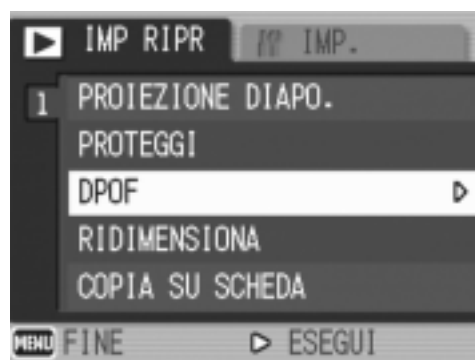 IMP RIPR IMP.
1 PROIEZIONE DIAPO.
PROTEGGI
DPOF
RIDIMENSIONA
COPIA SU SCHEDA
MENU FINE ESEGUI